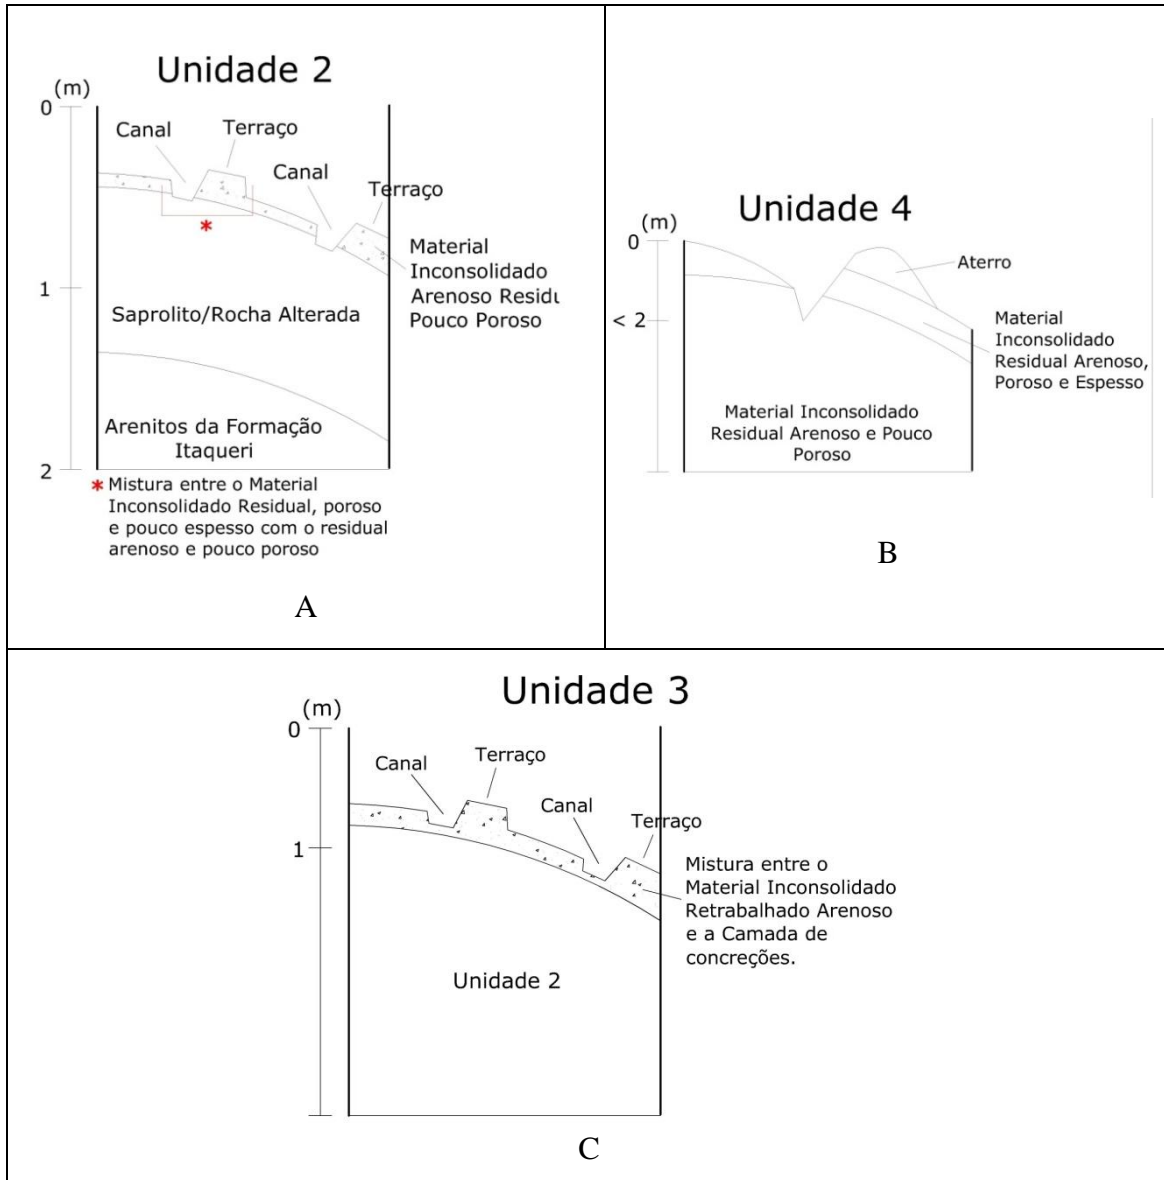 Unidade 2
(m)
0
Canal
Terraço
Canal
Terraço
Material
Inconsolidado
Arenoso Residu
Pouco Poroso
1
Saprolito/Rocha Alterada
Arenitos da Formação
Itaqueri
2
* Mistura entre o Material
Inconsolidado Residual, poroso
e pouco espesso com o residual
arenoso e pouco poroso
*
A
Unidade 4
(m)
0
Aterro
< 2
Material
Inconsolidado
Residual Arenoso,
Poroso e Espesso
Material Inconsolidado
Residual Arenoso e Pouco
Poroso
B
Unidade 3
(m)
0
Canal
Terraço
Canal
Terraço
1
Mistura entre o
Material Inconsolidado
Retrabalhado Arenoso
e a Camada de
concreções.
Unidade 2
C